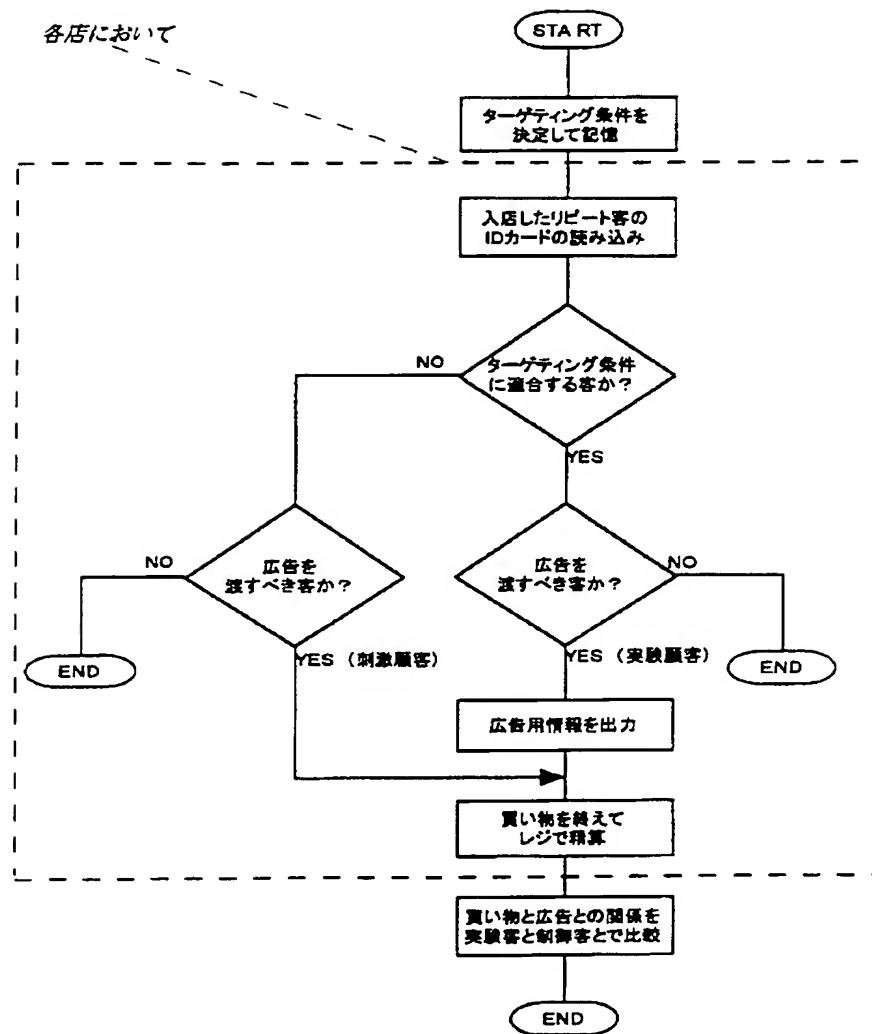 各店において
START
ターゲティング条件を
決定して記憶
入店したリピート客の
IDカードの読み込み
ターゲティング条件
に適合する客か?
NO
YES
広告を
渡すべき客か?
NO
広告を
渡すべき客か?
NO
END
YES (刺激顧客)
YES (実験顧客)
END
広告用情報を出力
買い物を終えて
レジで精算
買い物と広告との関係を
実験客と制御客とで比較
END